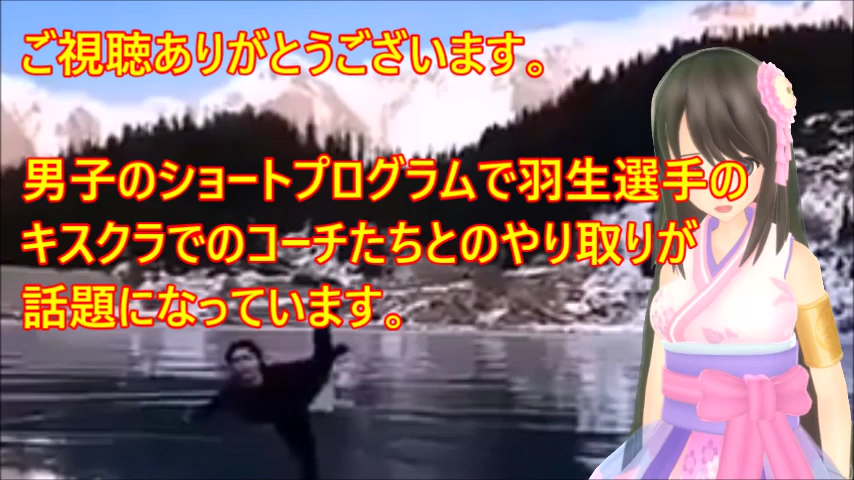 ご視聴ありがとうございます。
男子のショートプログラムで羽生選手の
キスクラでのコーチたちとのやり取りが
話題になっています。